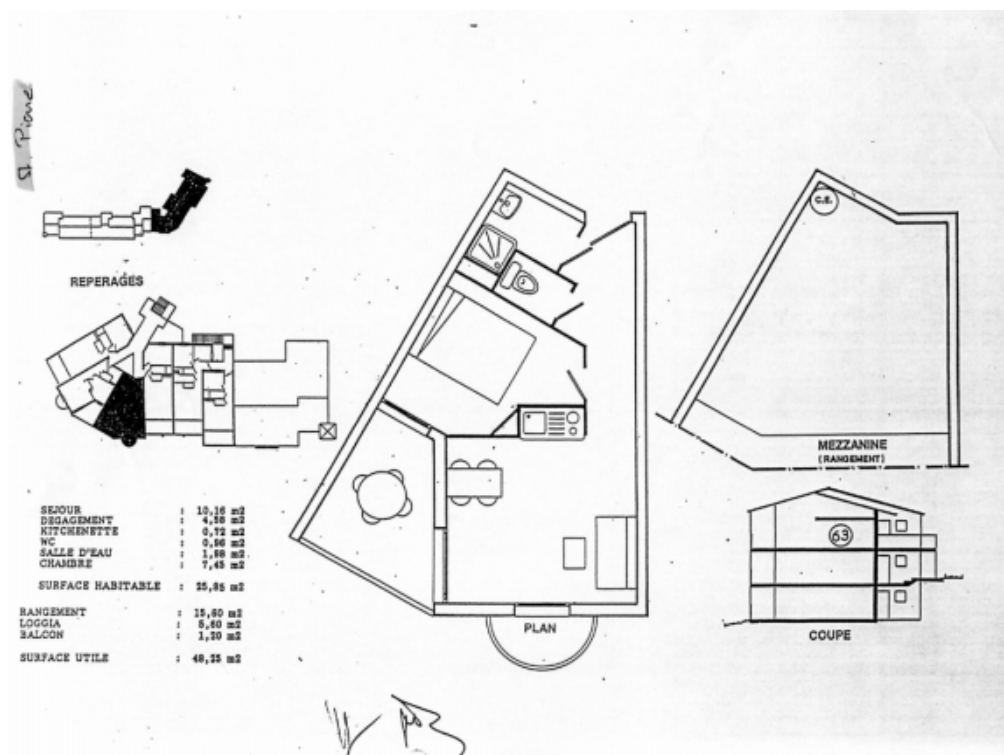 REPERAGES
SEJOUR : 10,16 m2
DEGAGEMENT : 4,58 m2
KITCHENETTE : 0,72 m2
WC : 0,96 m2
SALLE D'EAU : 1,98 m2
CHAMBRE : 7,45 m2
SURFACE HABITABLE : 25,85 m2
RANGEMENT : 15,60 m2
LOGGIA : 5,60 m2
BALCON : 1,20 m2
SURFACE UTILE : 48,25 m2
PLAN
C.E.
MEZZANINE
(RANGEMENT)
63
COUPE